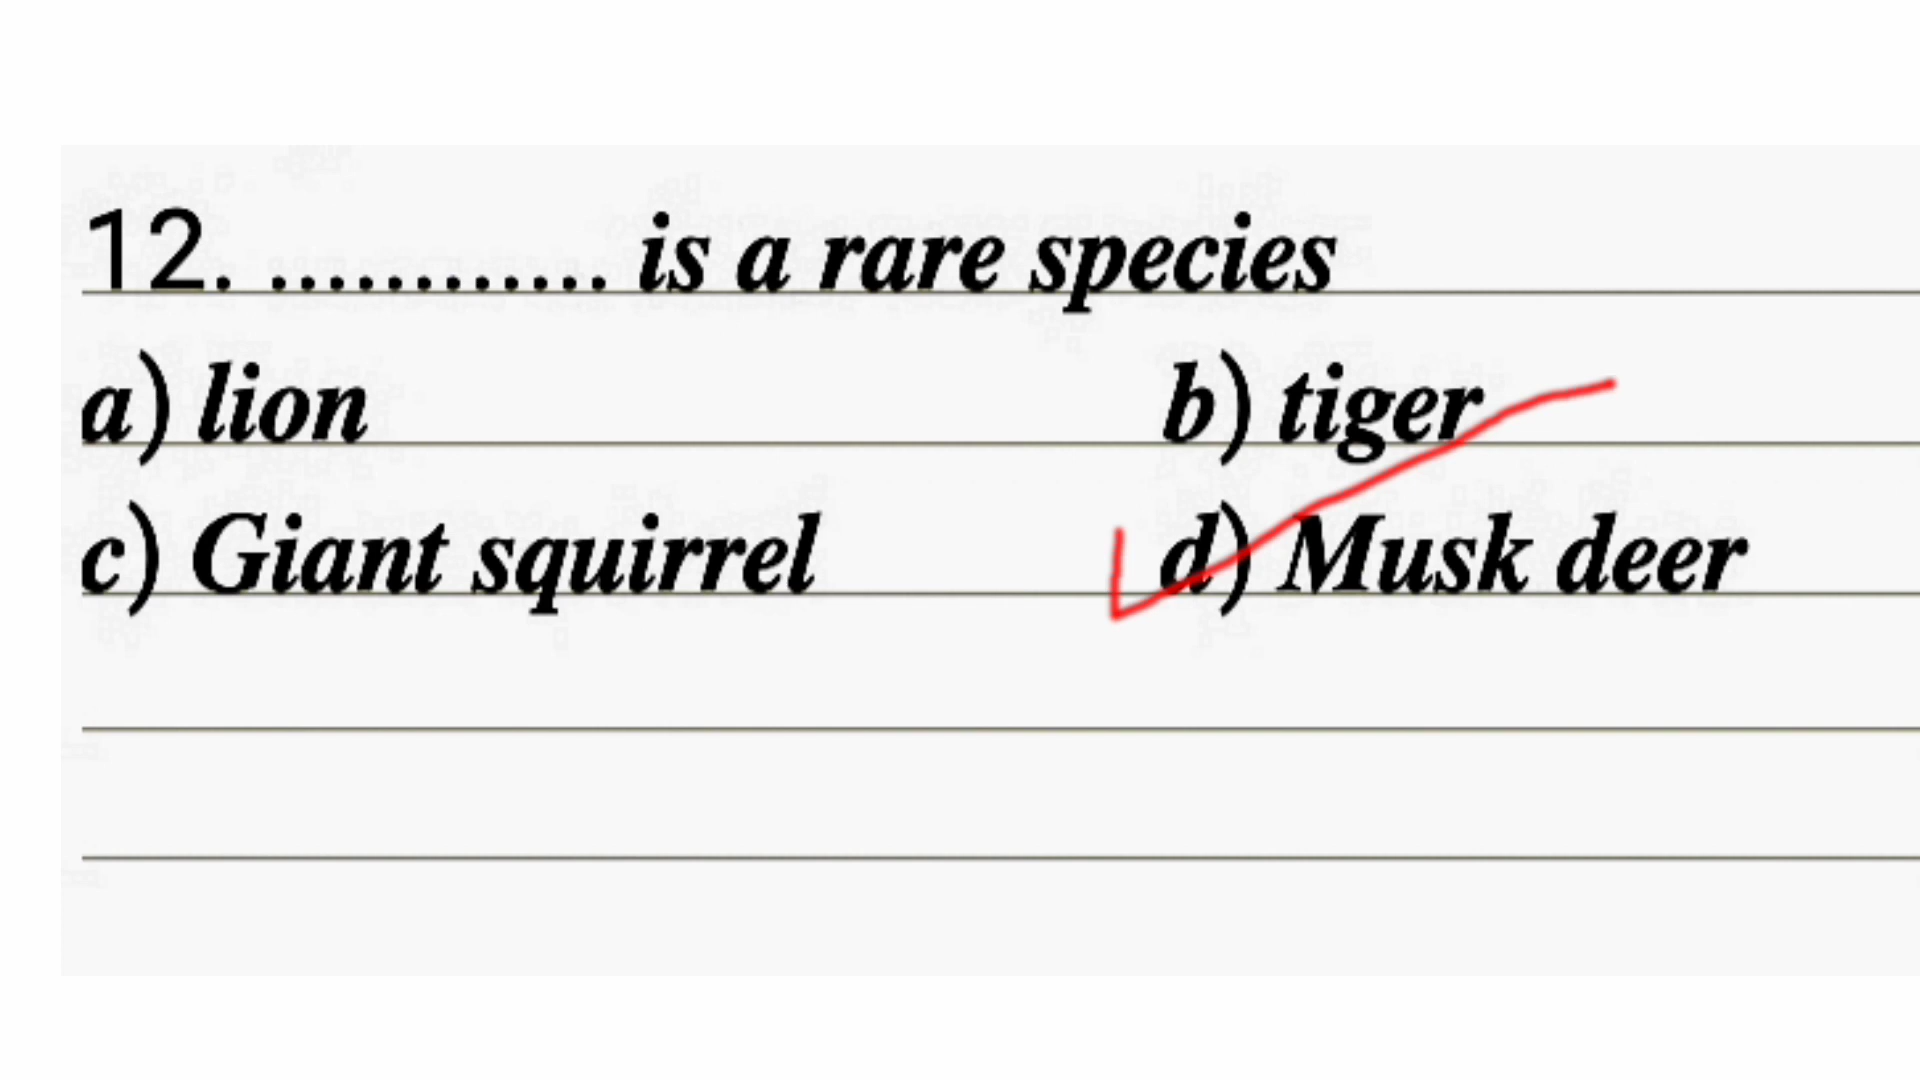 12. ............ is a rare species
a) lion b) tiger
c) Giant squirrel d) Musk deer